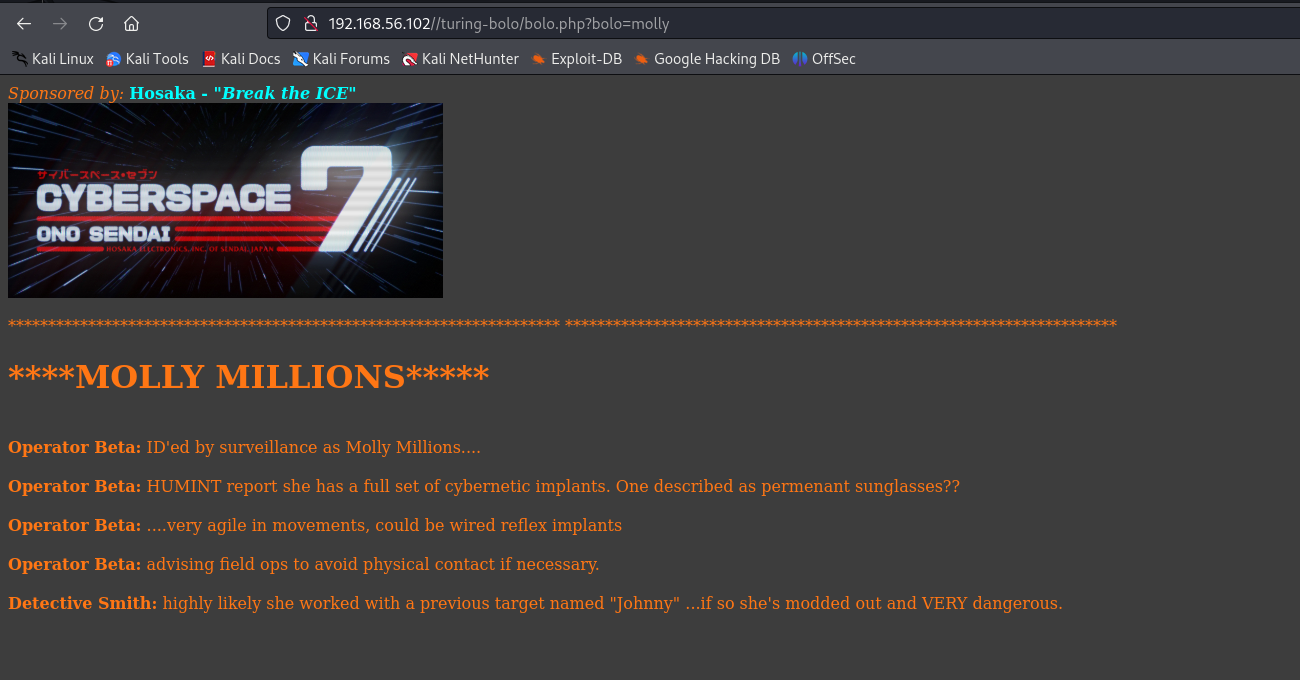 192.168.56.102//turing-bolo/bolo.php?bolo=molly
Kali Linux Kali Tools Kali Docs Kali Forums Kali NetHunter Exploit-DB Google Hacking DB OffSec
Sponsored by: Hosaka - "Break the ICE"
サイバースペース・セブン
CYBERSPACE 7
ONO SENDAI
HOSAKA ELECTRONICS, INC. OF SENDAI, JAPAN
********************************************************************* *********************************************************************
****MOLLY MILLIONS*****
Operator Beta: ID'ed by surveillance as Molly Millions....
Operator Beta: HUMINT report she has a full set of cybernetic implants. One described as permenant sunglasses??
Operator Beta: ....very agile in movements, could be wired reflex implants
Operator Beta: advising field ops to avoid physical contact if necessary.
Detective Smith: highly likely she worked with a previous target named "Johnny" ...if so she's modded out and VERY dangerous.